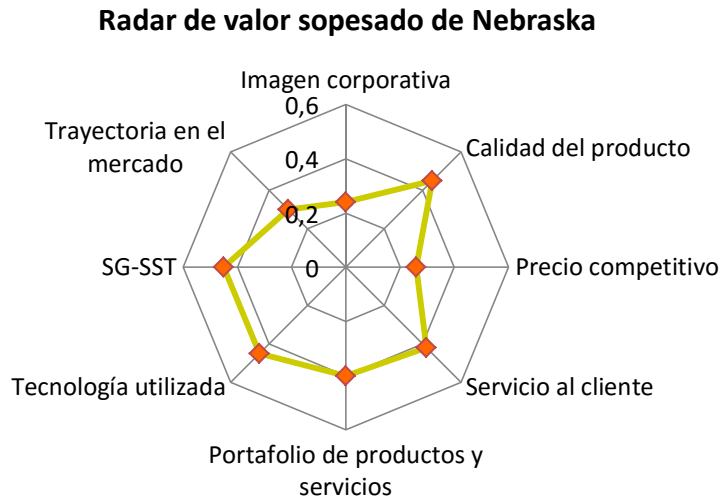 Radar de valor sopesado de Nebraska
Imagen corporativa
0,6
Trayectoria en el
mercado
Calidad del producto
0,4
0,2
SG-SST
0
Precio competitivo
Tecnología utilizada
Servicio al cliente
Portafolio de productos y
servicios